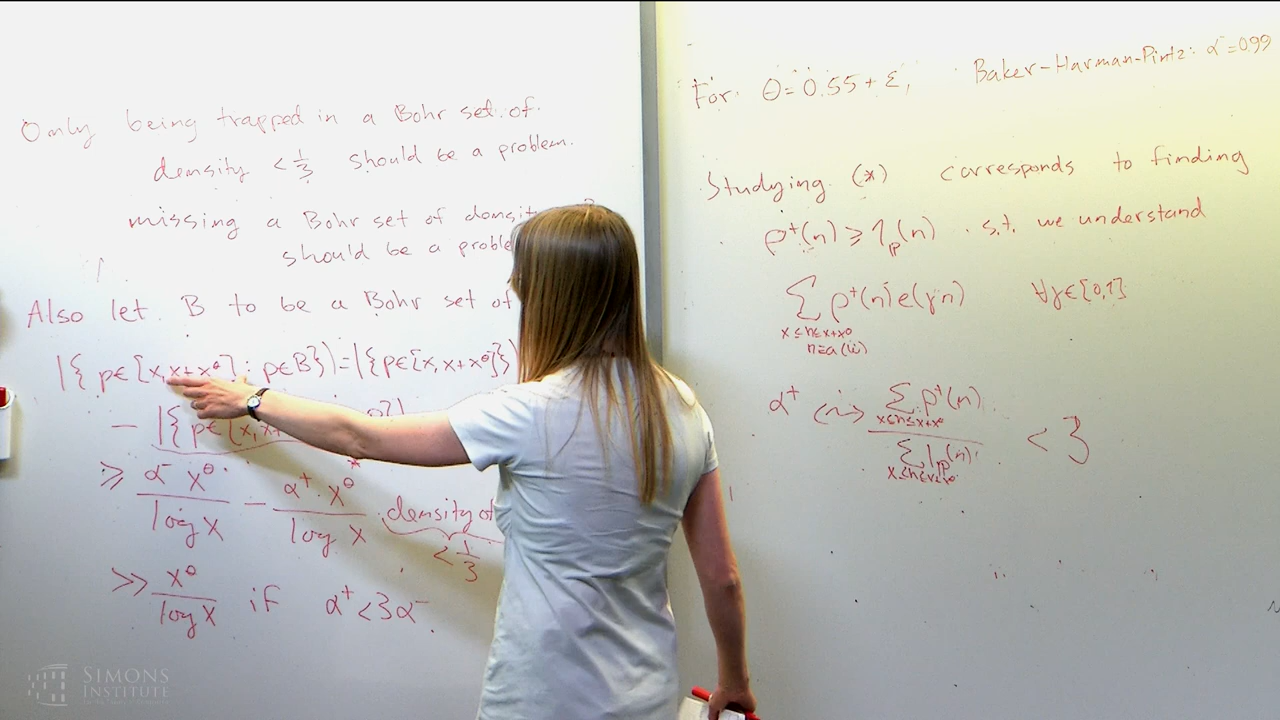 Only being trapped in a Bohr set of
density < 1/3 should be a problem.
missing a Bohr set of
should be a
Also let B to be a Bohr set of
|{p∈[x,x+x^θ] : p∈B}| = |{p∈[x,x+x^θ]}|
- |{p∈[x,x+
≥ α^- x^θ / log x - α^+ · x^θ / log x · density of
< 1/3
>> x^θ / log x if α^+ < 3α^-.
For θ = 0.55 + ε, Baker-Harman-Pintz: α^- = 0.99
Studying (*) corresponds to finding
ρ^+(n) ≥ 1_p(n) s.t. we understand
∑ ρ^+(n) e(γn) ∀γ∈[0,1]
x≤n≤x+x^θ
n≡a (W)
α^+ ∑ ρ^+(n) / ∑ 1_p(n) < 3
x≤n≤x+x^θ
x≤n≤x+x^θ
SIMONS
INSTITUTE